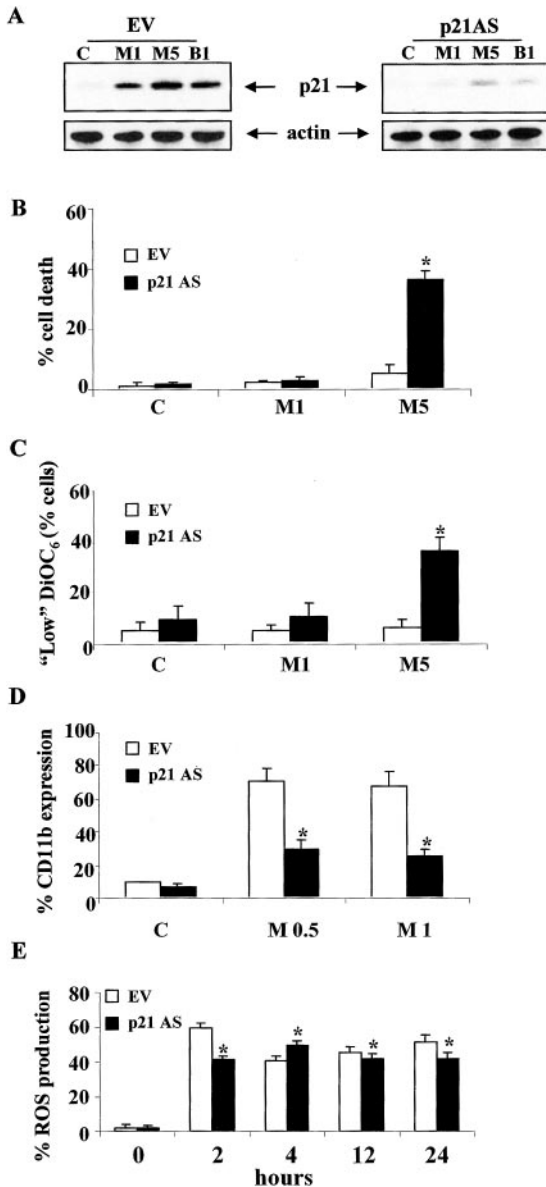 A
EV
p21AS
C M1 M5 B1
C M1 M5 B1
p21
actin
B
% cell death
60
40
20
0
EV
p21 AS
*
C M1 M5
C
“Low” DiOC6 (% cells)
60
40
20
0
EV
p21 AS
*
C M1 M5
D
% CD11b expression
100
80
60
40
20
0
EV
p21 AS
* *
C M 0.5 M 1
E
% ROS production
80
60
40
20
0
EV
p21 AS
* * * *
0 2 4 12 24
hours